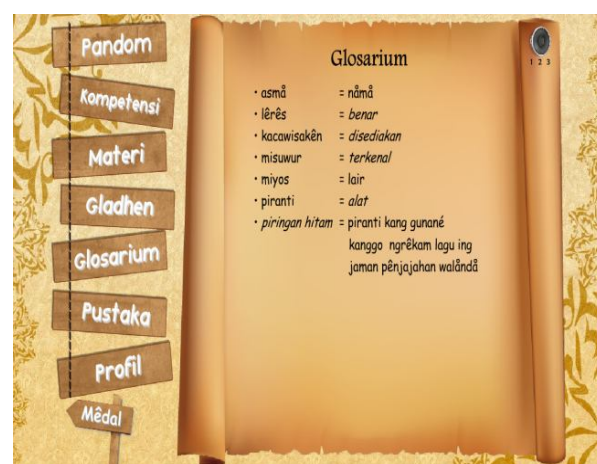 Pandom
Kompetensi
Materi
Gladhen
Glosarium
Pustaka
Profil
Mêdal
Glosarium
1 2 3
• asmå = nåmå
• lêrês = benar
• kacawisakên = disediakan
• misuwur = terkenal
• miyos = lair
• piranti = alat
• piringan hitam = piranti kang gunané
kanggo ngrêkam lagu ing
jaman pênjajahan walåndå